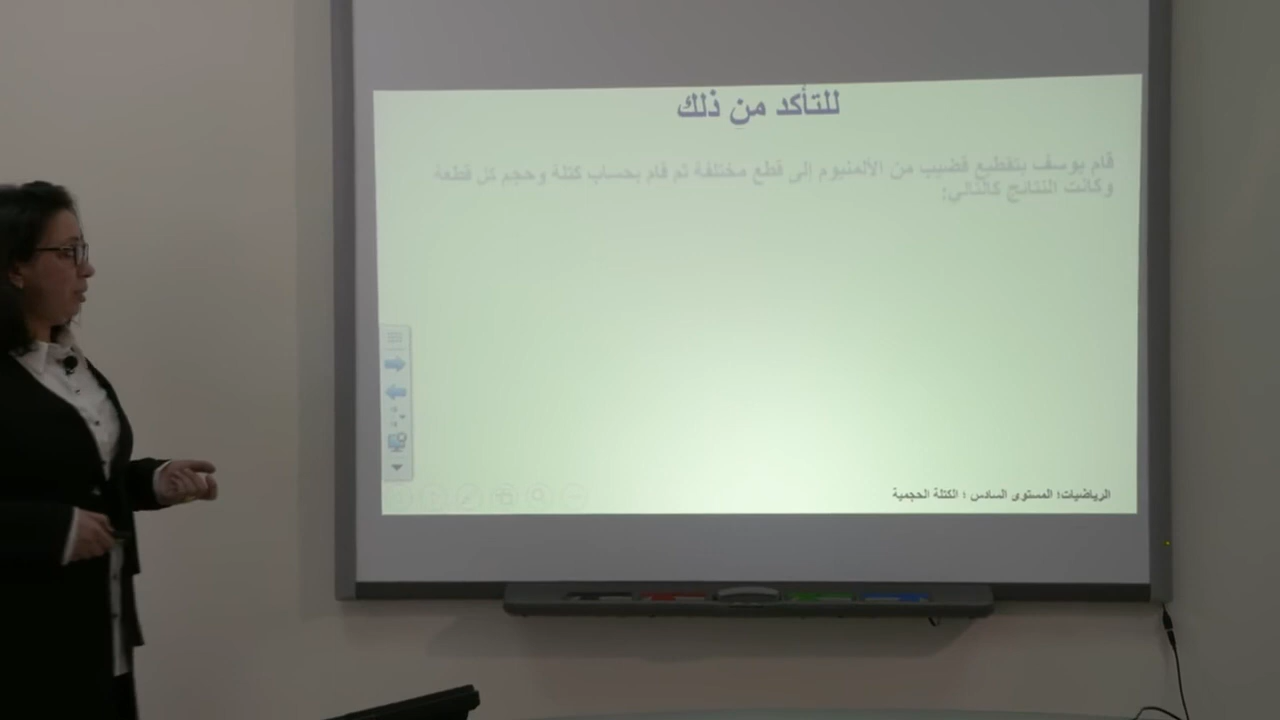 للتأكد من ذلك
قام يوسف بتقطيع قضيب من الألمنيوم إلى قطع مختلفة ثم قام بحساب كتلة وحجم كل قطعة
وكانت النتائج كالتالي:
الرياضيات؛ المستوى السادس ؛ الكتلة الحجمية